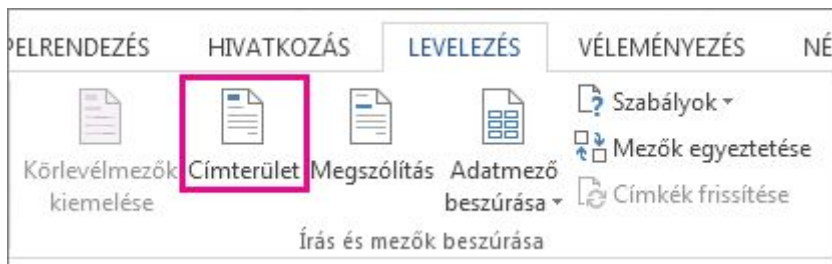 PELRENDEZÉS HIVATKOZÁS LEVELEZÉS VÉLEMÉNYEZÉS NÉ
Körlevélmezők kiemelése
Címterület
Megszólítás
Adatmező beszúrása
Szabályok
Mezők egyeztetése
Címkék frissítése
Írás és mezők beszúrása